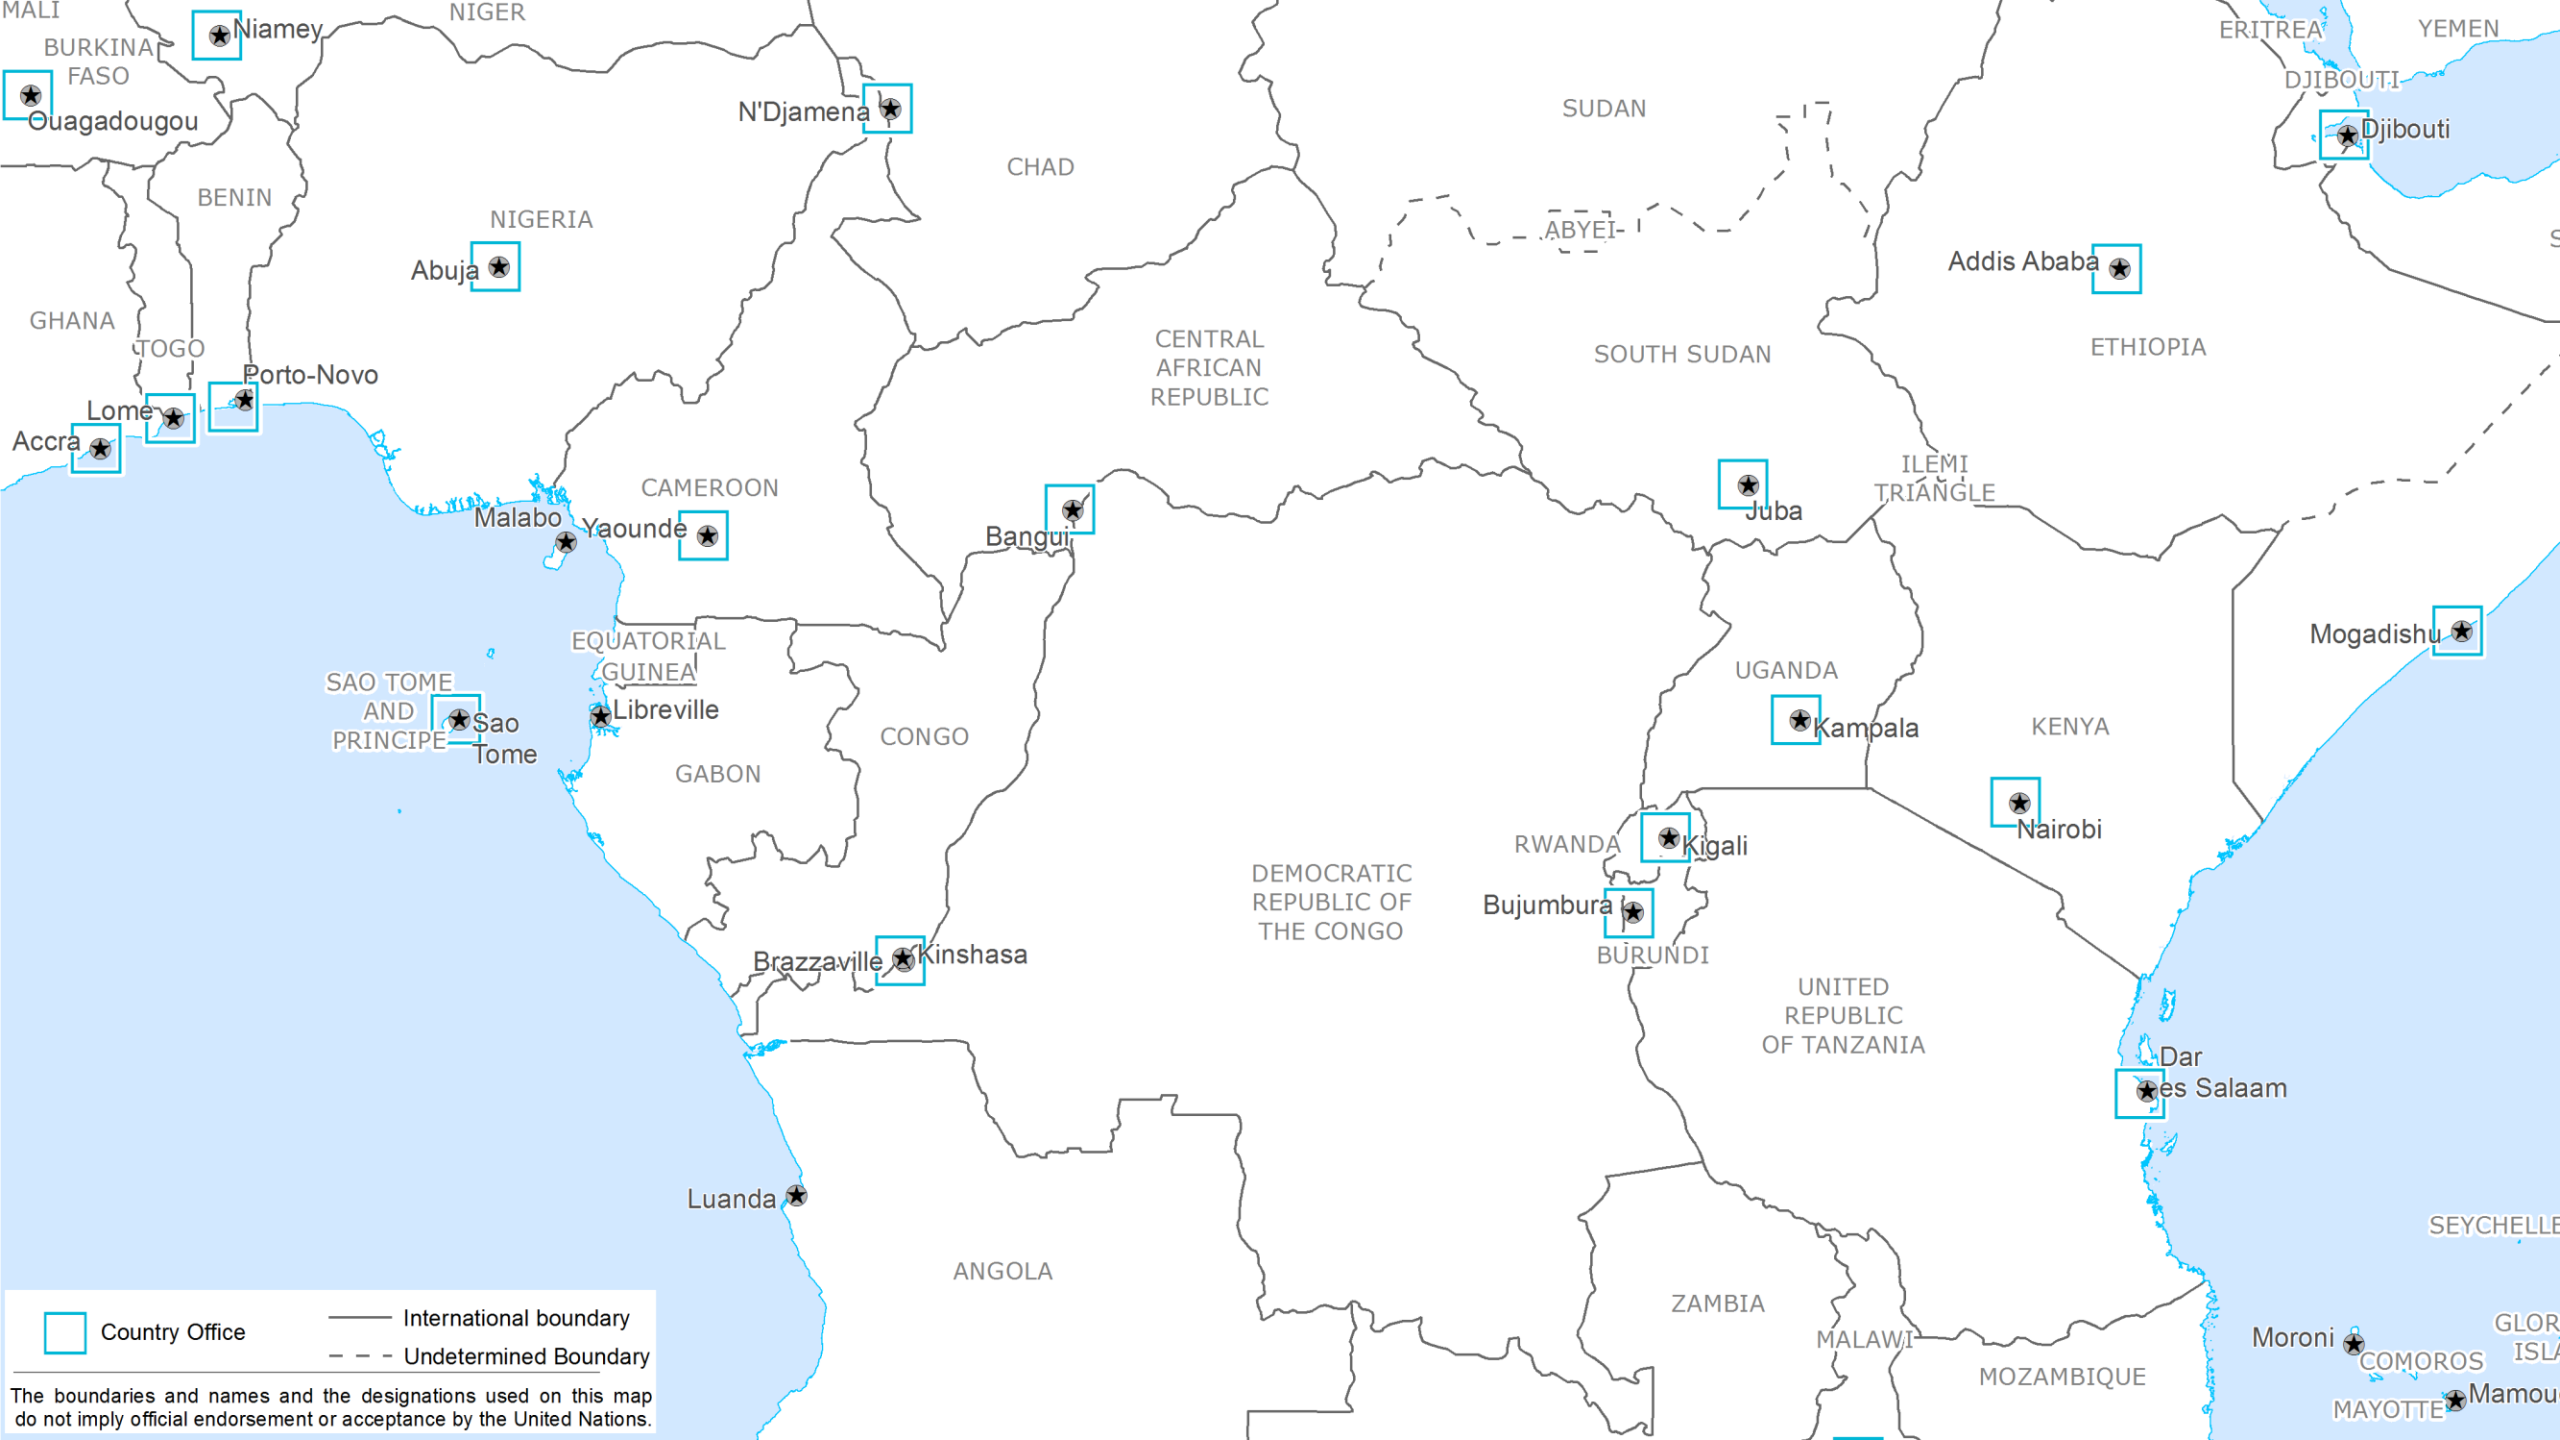 MALI
NIGER
Niamey
ERITREA
YEMEN
BURKINA
FASO
Ouagadougou
N'Djamena
SUDAN
DJIBOUTI
Djibouti
CHAD
BENIN
NIGERIA
ABYEI
Abuja
Addis Ababa
GHANA
TOGO
CENTRAL
AFRICAN
REPUBLIC
SOUTH SUDAN
ETHIOPIA
Porto-Novo
Lome
Accra
ILEMI
TRIANGLE
CAMEROON
Malabo
Yaounde
Bangui
Juba
EQUATORIAL
GUINEA
Mogadishu
SAO TOME
AND
PRINCIPE
Sao
Tome
Libreville
UGANDA
Kampala
KENYA
CONGO
GABON
Nairobi
RWANDA
Kigali
DEMOCRATIC
REPUBLIC OF
THE CONGO
Bujumbura
BURUNDI
Brazzaville
Kinshasa
UNITED
REPUBLIC
OF TANZANIA
Dar
es Salaam
Luanda
SEYCHELLE
ANGOLA
ZAMBIA
MALAWI
MOZAMBIQUE
Moroni
COMOROS
GLOR
ISLA
MAYOTTE
Mamou
Country Office
International boundary
Undetermined Boundary
The boundaries and names and the designations used on this map
do not imply official endorsement or acceptance by the United Nations.